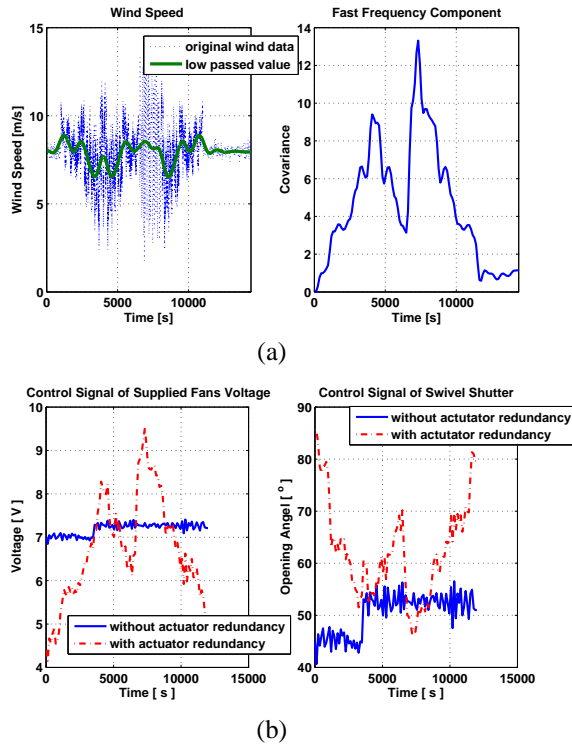 Wind Speed
15
10
5
0
Wind Speed [m/s]
original wind data
low passed value
0 5000 10000
Time [s]
Fast Frequency Component
14
12
10
8
6
4
2
0
Covariance
0 5000 10000
Time [s]
(a)
Control Signal of Supplied Fans Voltage
10
9
8
7
6
5
4
Voltage [ V ]
without actuator redundancy
with actuator redundancy
0 5000 10000 15000
Time [ s ]
Control Signal of Swivel Shutter
without actutator redundancy
with actutator redundancy
90
80
70
60
50
40
Opening Angel [ ° ]
0 5000 10000 15000
Time [ s ]
(b)